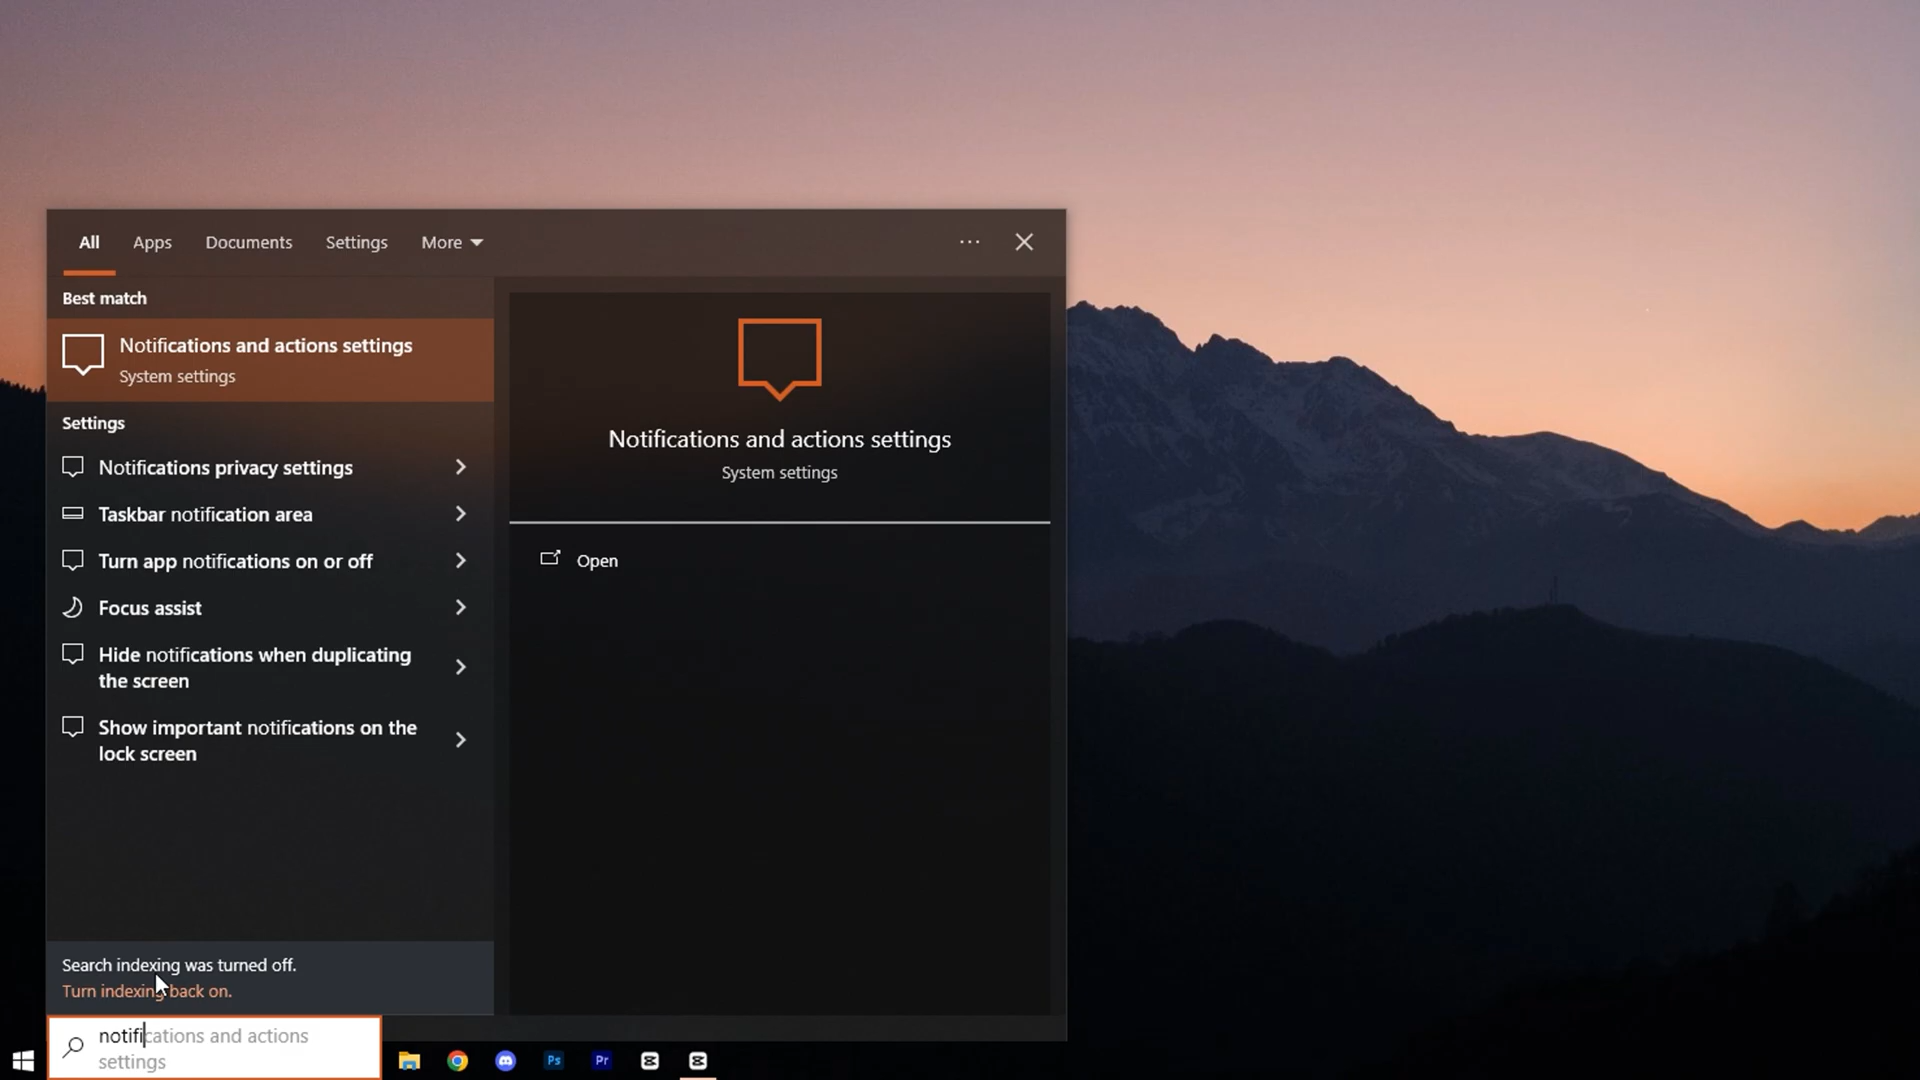 All Apps Documents Settings More ...
Best match
Notifications and actions settings
System settings
Settings
Notifications privacy settings
Taskbar notification area
Turn app notifications on or off
Focus assist
Hide notifications when duplicating
the screen
Show important notifications on the
lock screen
Notifications and actions settings
System settings
Open
Search indexing was turned off.
Turn indexing back on.
notifications and actions
settings
Ps Pr